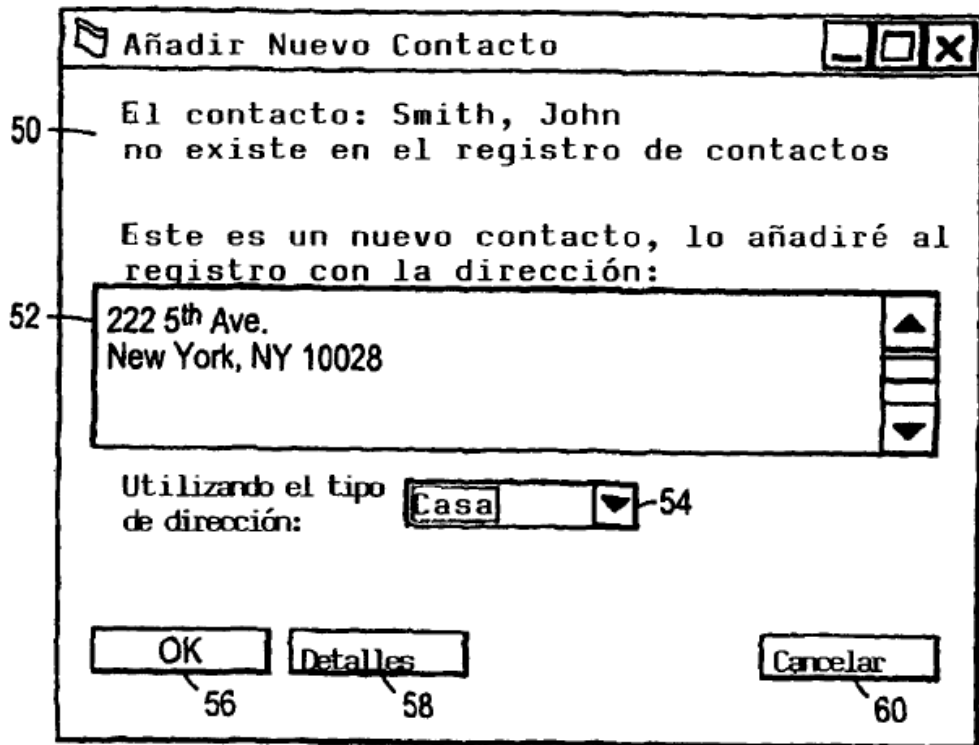 Añadir Nuevo Contacto
50
El contacto: Smith, John
no existe en el registro de contactos
Este es un nuevo contacto, lo añadiré al
registro con la dirección:
52
222 5th Ave.
New York, NY 10028
Utilizando el tipo
de dirección:
Casa
54
OK
Detalles
Cancelar
56
58
60